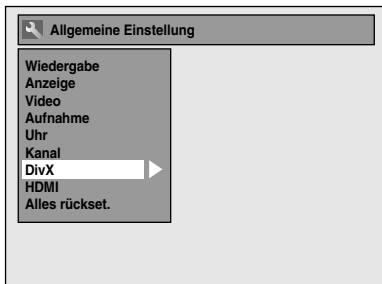 Allgemeine Einstellung
Wiedergabe
Anzeige
Video
Aufnahme
Uhr
Kanal
DivX
HDMI
Alles rückset.